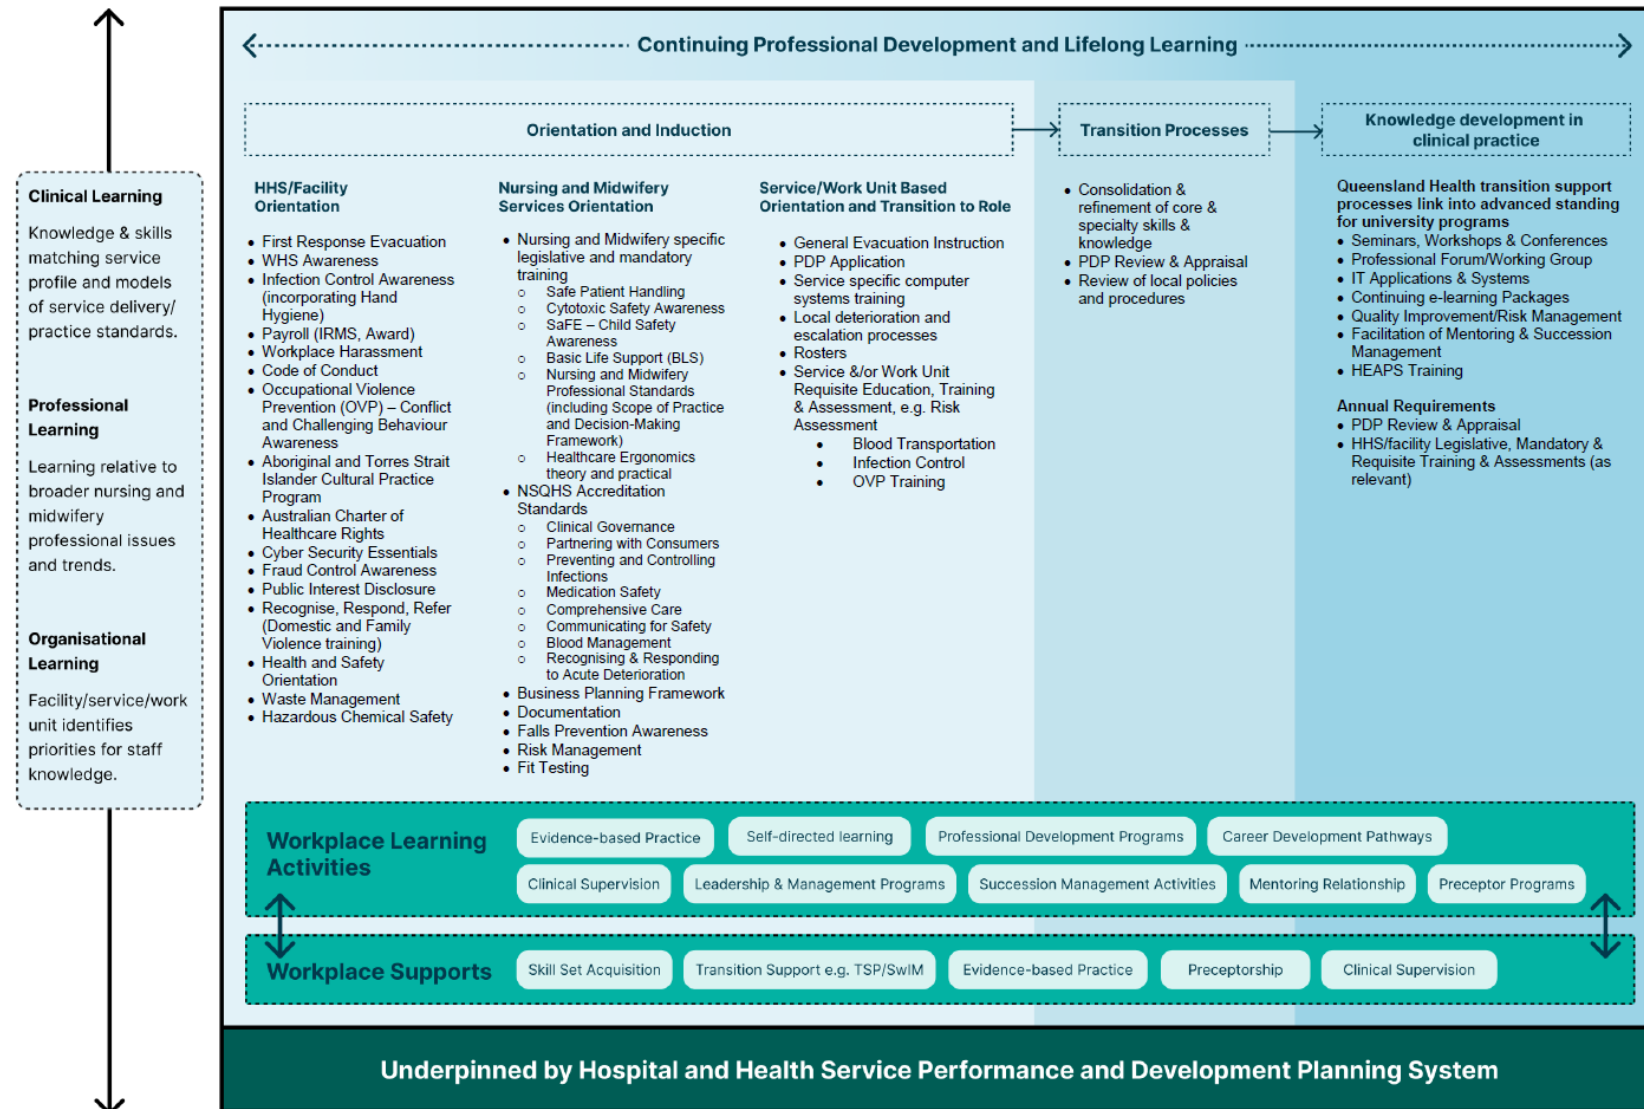 Continuing Professional Development and Lifelong Learning
Clinical Learning
Knowledge & skills
matching service
profile and models
of service delivery/
practice standards.
Professional
Learning
Learning relative to
broader nursing and
midwifery
professional issues
and trends.
Organisational
Learning
Facility/service/work
unit identifies
priorities for staff
knowledge.
Orientation and Induction
HHS/Facility
Orientation
• First Response Evacuation
• WHS Awareness
• Infection Control Awareness
(incorporating Hand
Hygiene)
• Payroll (IRMS, Award)
• Workplace Harassment
• Code of Conduct
• Occupational Violence
Prevention (OVP) – Conflict
and Challenging Behaviour
Awareness
• Aboriginal and Torres Strait
Islander Cultural Practice
Program
• Australian Charter of
Healthcare Rights
• Cyber Security Essentials
• Fraud Control Awareness
• Public Interest Disclosure
• Recognise, Respond, Refer
(Domestic and Family
Violence training)
• Health and Safety
Orientation
• Waste Management
• Hazardous Chemical Safety
Nursing and Midwifery
Services Orientation
• Nursing and Midwifery specific
legislative and mandatory
training
o Safe Patient Handling
o Cytotoxic Safety Awareness
o SaFE – Child Safety
Awareness
o Basic Life Support (BLS)
o Nursing and Midwifery
Professional Standards
(including Scope of Practice
and Decision-Making
Framework)
o Healthcare Ergonomics
theory and practical
• NSQHS Accreditation
Standards
o Clinical Governance
o Partnering with Consumers
o Preventing and Controlling
Infections
o Medication Safety
o Comprehensive Care
o Communicating for Safety
o Blood Management
o Recognising & Responding
to Acute Deterioration
• Business Planning Framework
• Documentation
• Falls Prevention Awareness
• Risk Management
• Fit Testing
Service/Work Unit Based
Orientation and Transition to Role
• General Evacuation Instruction
• PDP Application
• Service specific computer
systems training
• Local deterioration and
escalation processes
• Rosters
• Service &/or Work Unit
Requisite Education, Training
& Assessment, e.g. Risk
Assessment
• Blood Transportation
• Infection Control
• OVP Training
Transition Processes
• Consolidation &
refinement of core &
specialty skills &
knowledge
• PDP Review & Appraisal
• Review of local policies
and procedures
Knowledge development in
clinical practice
Queensland Health transition support
processes link into advanced standing
for university programs
• Seminars, Workshops & Conferences
• Professional Forum/Working Group
• IT Applications & Systems
• Continuing e-learning Packages
• Quality Improvement/Risk Management
• Facilitation of Mentoring & Succession
Management
• HEAPS Training
Annual Requirements
• PDP Review & Appraisal
• HHS/facility Legislative, Mandatory &
Requisite Training & Assessments (as
relevant)
Workplace Learning
Activities
Evidence-based Practice
Self-directed learning
Professional Development Programs
Career Development Pathways
Clinical Supervision
Leadership & Management Programs
Succession Management Activities
Mentoring Relationship
Preceptor Programs
Workplace Supports
Skill Set Acquisition
Transition Support e.g. TSP/SwIM
Evidence-based Practice
Preceptorship
Clinical Supervision
Underpinned by Hospital and Health Service Performance and Development Planning System